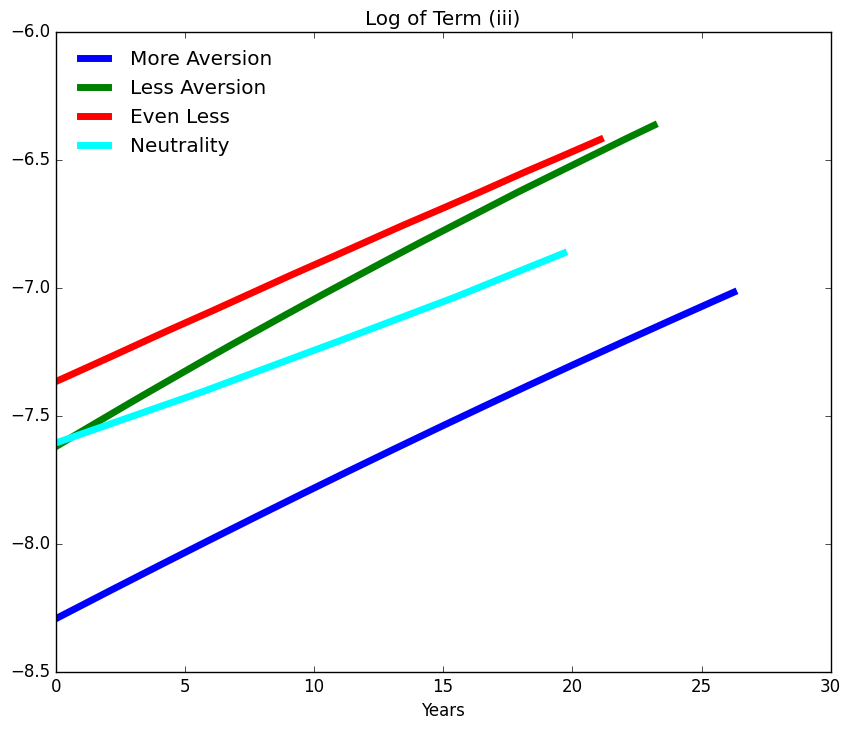 Log of Term (iii)
−6.0
−6.5
−7.0
−7.5
−8.0
−8.5
More Aversion
Less Aversion
Even Less
Neutrality
0
5
10
15
20
25
30
Years